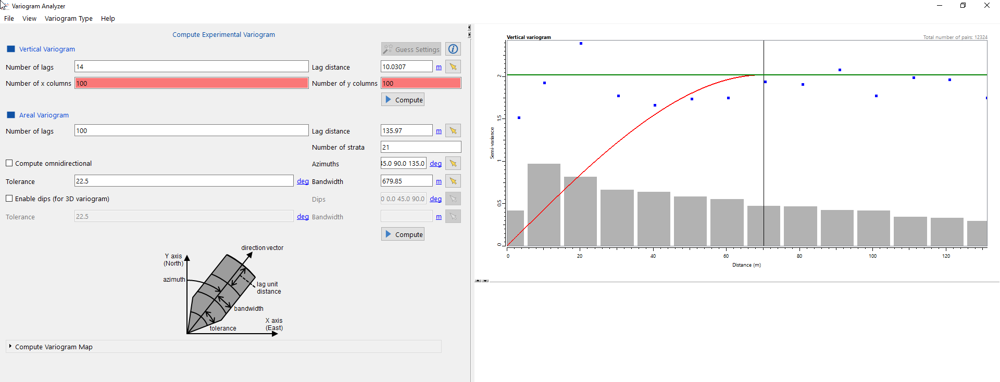 Variogram Analyzer
File View Variogram Type Help
Compute Experimental Variogram
Vertical Variogram
Guess Settings
Number of lags 14 Lag distance 10.0307 m
Number of x columns 100 Number of y columns 100
Compute
Areal Variogram
Number of lags 100 Lag distance 135.97 m
Number of strata 21
Compute omnidirectional Azimuths 45.0 90.0 135.0 deg
Tolerance 22.5 deg Bandwidth 679.85 m
Enable dips (for 3D variogram) Dips 0 0.0 45.0 90.0 deg
Tolerance 22.5 deg Bandwidth m
Compute
direction vector
Y axis
(North)
azimuth
lag unit
distance
bandwidth
X axis
(East)
tolerance
Compute Variogram Map
Vertical variogram
Total number of pairs: 12324
Semi-variance
2
1.5
1
0.5
0
0 20 40 60 80 100 120
Distance (m)